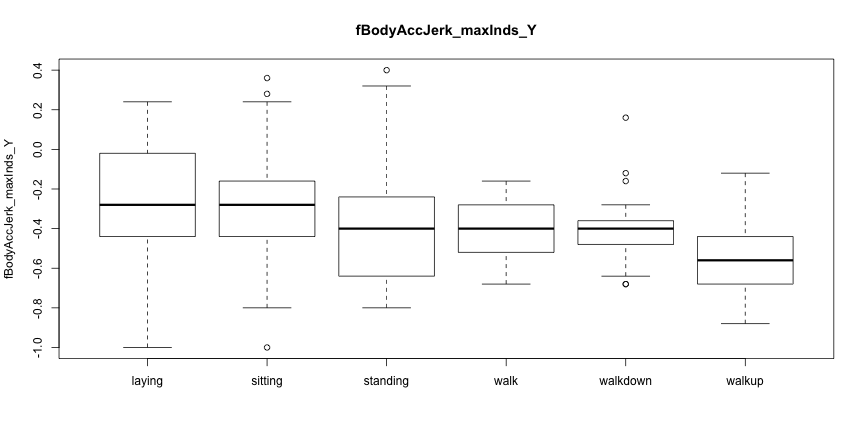 fBodyAccJerk_maxInds_Y
fBodyAccJerk_maxInds_Y
0.4
0.2
0.0
-0.2
-0.4
-0.6
-0.8
-1.0
laying sitting standing walk walkdown walkup